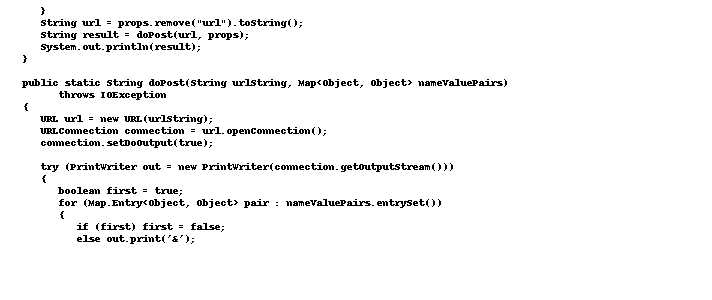 }
String url = props.remove("url").toString();
String result = doPost(url, props);
System.out.println(result);
}
public static String doPost(String urlString, Map<Object, Object> nameValuePairs)
throws IOException
{
URL url = new URL(urlString);
URLConnection connection = url.openConnection();
connection.setDoOutput(true);
try (PrintWriter out = new PrintWriter(connection.getOutputStream()))
{
boolean first = true;
for (Map.Entry<Object, Object> pair : nameValuePairs.entrySet())
{
if (first) first = false;
else out.print('&');